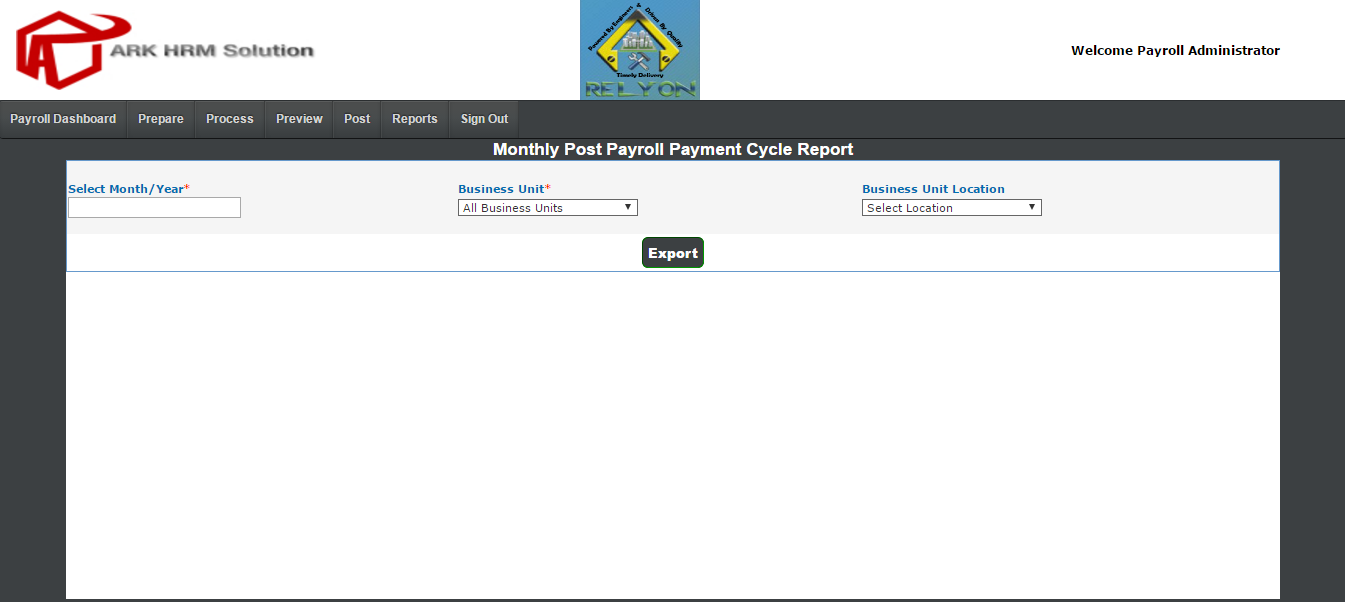 ARK HRM Solution
Powered By Engineers & Driven By Quality
Timely Delivery
RELYON
Welcome Payroll Administrator
Payroll Dashboard Prepare Process Preview Post Reports Sign Out
Monthly Post Payroll Payment Cycle Report
Select Month/Year* Business Unit* Business Unit Location
All Business Units Select Location
Export